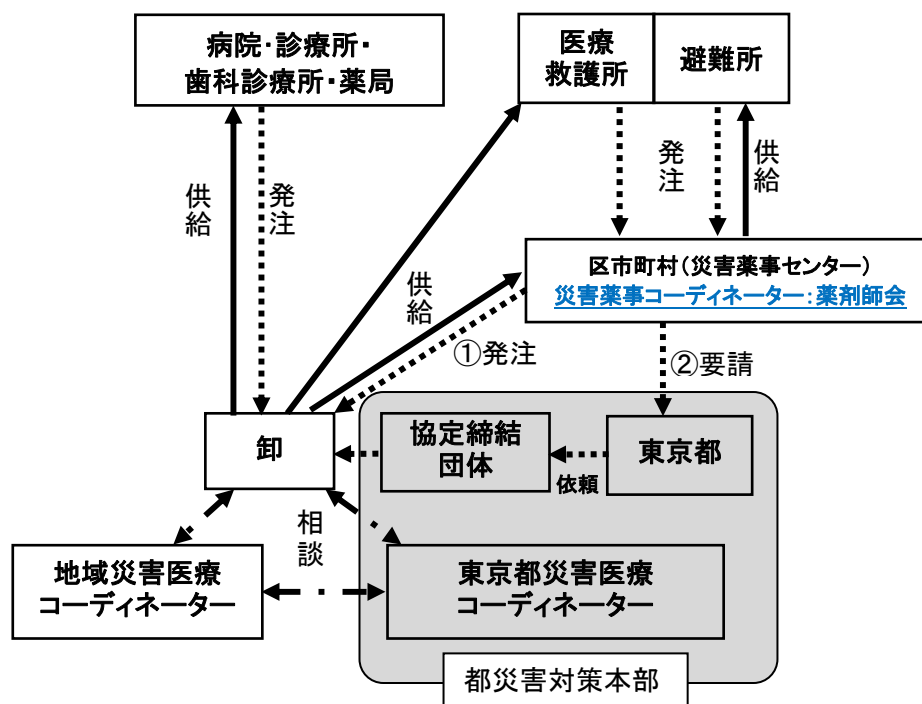 病院・診療所・
歯科診療所・薬局
医療
救護所
避難所
供給
発注
発注
供給
区市町村（災害薬事センター）
災害薬事コーディネーター：薬剤師会
供給
①発注
②要請
卸
協定締結
団体
依頼
東京都
相談
地域災害医療
コーディネーター
東京都災害医療
コーディネーター
都災害対策本部